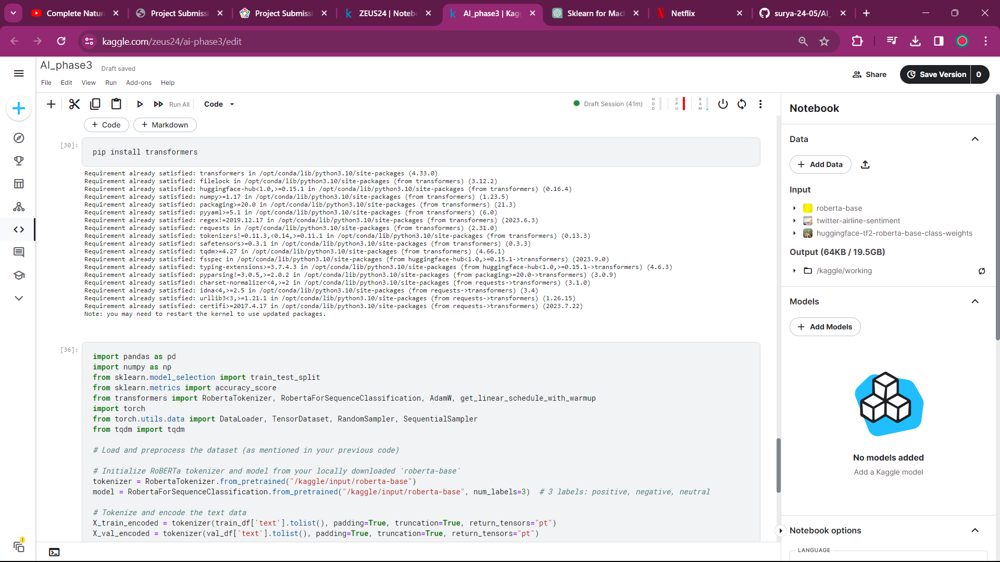 Complete Natur
Project Submissi
Project Submissi
ZEUS24 | Noteb
AI_phase3 | Kag
Sklearn for Mac
Netflix
surya-24-05/AI_
kaggle.com/zeus24/ai-phase3/edit
AI_phase3
Draft saved
File Edit View Run Add-ons Help
Share
Save Version 0
Run All
Code
Draft Session (41m)
HDD
CPU
RAM
+ Code
+ Markdown
[30]:
pip install transformers
Requirement already satisfied: transformers in /opt/conda/lib/python3.10/site-packages (4.33.0)
Requirement already satisfied: filelock in /opt/conda/lib/python3.10/site-packages (from transformers) (3.12.2)
Requirement already satisfied: huggingface-hub<1.0,>=0.15.1 in /opt/conda/lib/python3.10/site-packages (from transformers) (0.16.4)
Requirement already satisfied: numpy>=1.17 in /opt/conda/lib/python3.10/site-packages (from transformers) (1.23.5)
Requirement already satisfied: packaging>=20.0 in /opt/conda/lib/python3.10/site-packages (from transformers) (21.3)
Requirement already satisfied: pyyaml>=5.1 in /opt/conda/lib/python3.10/site-packages (from transformers) (6.0)
Requirement already satisfied: regex!=2019.12.17 in /opt/conda/lib/python3.10/site-packages (from transformers) (2023.6.3)
Requirement already satisfied: requests in /opt/conda/lib/python3.10/site-packages (from transformers) (2.31.0)
Requirement already satisfied: tokenizers!=0.11.3,<0.14,>=0.11.1 in /opt/conda/lib/python3.10/site-packages (from transformers) (0.13.3)
Requirement already satisfied: safetensors>=0.3.1 in /opt/conda/lib/python3.10/site-packages (from transformers) (0.3.3)
Requirement already satisfied: tqdm>=4.27 in /opt/conda/lib/python3.10/site-packages (from transformers) (4.66.1)
Requirement already satisfied: fsspec in /opt/conda/lib/python3.10/site-packages (from huggingface-hub<1.0,>=0.15.1->transformers) (2023.9.0)
Requirement already satisfied: typing-extensions>=3.7.4.3 in /opt/conda/lib/python3.10/site-packages (from huggingface-hub<1.0,>=0.15.1->transformers) (4.6.3)
Requirement already satisfied: pyparsing!=3.0.5,>=2.0.2 in /opt/conda/lib/python3.10/site-packages (from packaging>=20.0->transformers) (3.0.9)
Requirement already satisfied: charset-normalizer<4,>=2 in /opt/conda/lib/python3.10/site-packages (from requests->transformers) (3.1.0)
Requirement already satisfied: idna<4,>=2.5 in /opt/conda/lib/python3.10/site-packages (from requests->transformers) (3.4)
Requirement already satisfied: urllib3<3,>=1.21.1 in /opt/conda/lib/python3.10/site-packages (from requests->transformers) (1.26.15)
Requirement already satisfied: certifi>=2017.4.17 in /opt/conda/lib/python3.10/site-packages (from requests->transformers) (2023.7.22)
Note: you may need to restart the kernel to use updated packages.
[36]:
import pandas as pd
import numpy as np
from sklearn.model_selection import train_test_split
from sklearn.metrics import accuracy_score
from transformers import RobertaTokenizer, RobertaForSequenceClassification, AdamW, get_linear_schedule_with_warmup
import torch
from torch.utils.data import DataLoader, TensorDataset, RandomSampler, SequentialSampler
from tqdm import tqdm
# Load and preprocess the dataset (as mentioned in your previous code)
# Initialize RoBERTa tokenizer and model from your locally downloaded 'roberta-base'
tokenizer = RobertaTokenizer.from_pretrained("/kaggle/input/roberta-base")
model = RobertaForSequenceClassification.from_pretrained("/kaggle/input/roberta-base", num_labels=3)  # 3 labels: positive, negative, neutral
# Tokenize and encode the text data
X_train_encoded = tokenizer(train_df['text'].tolist(), padding=True, truncation=True, return_tensors="pt")
X_val_encoded = tokenizer(val_df['text'].tolist(), padding=True, truncation=True, return_tensors="pt")
Notebook
Data
+ Add Data
Input
roberta-base
twitter-airline-sentiment
huggingface-tf2-roberta-base-class-weights
Output (64KB / 19.5GB)
/kaggle/working
Models
+ Add Models
No models added
Add a Kaggle model
Notebook options
LANGUAGE
1